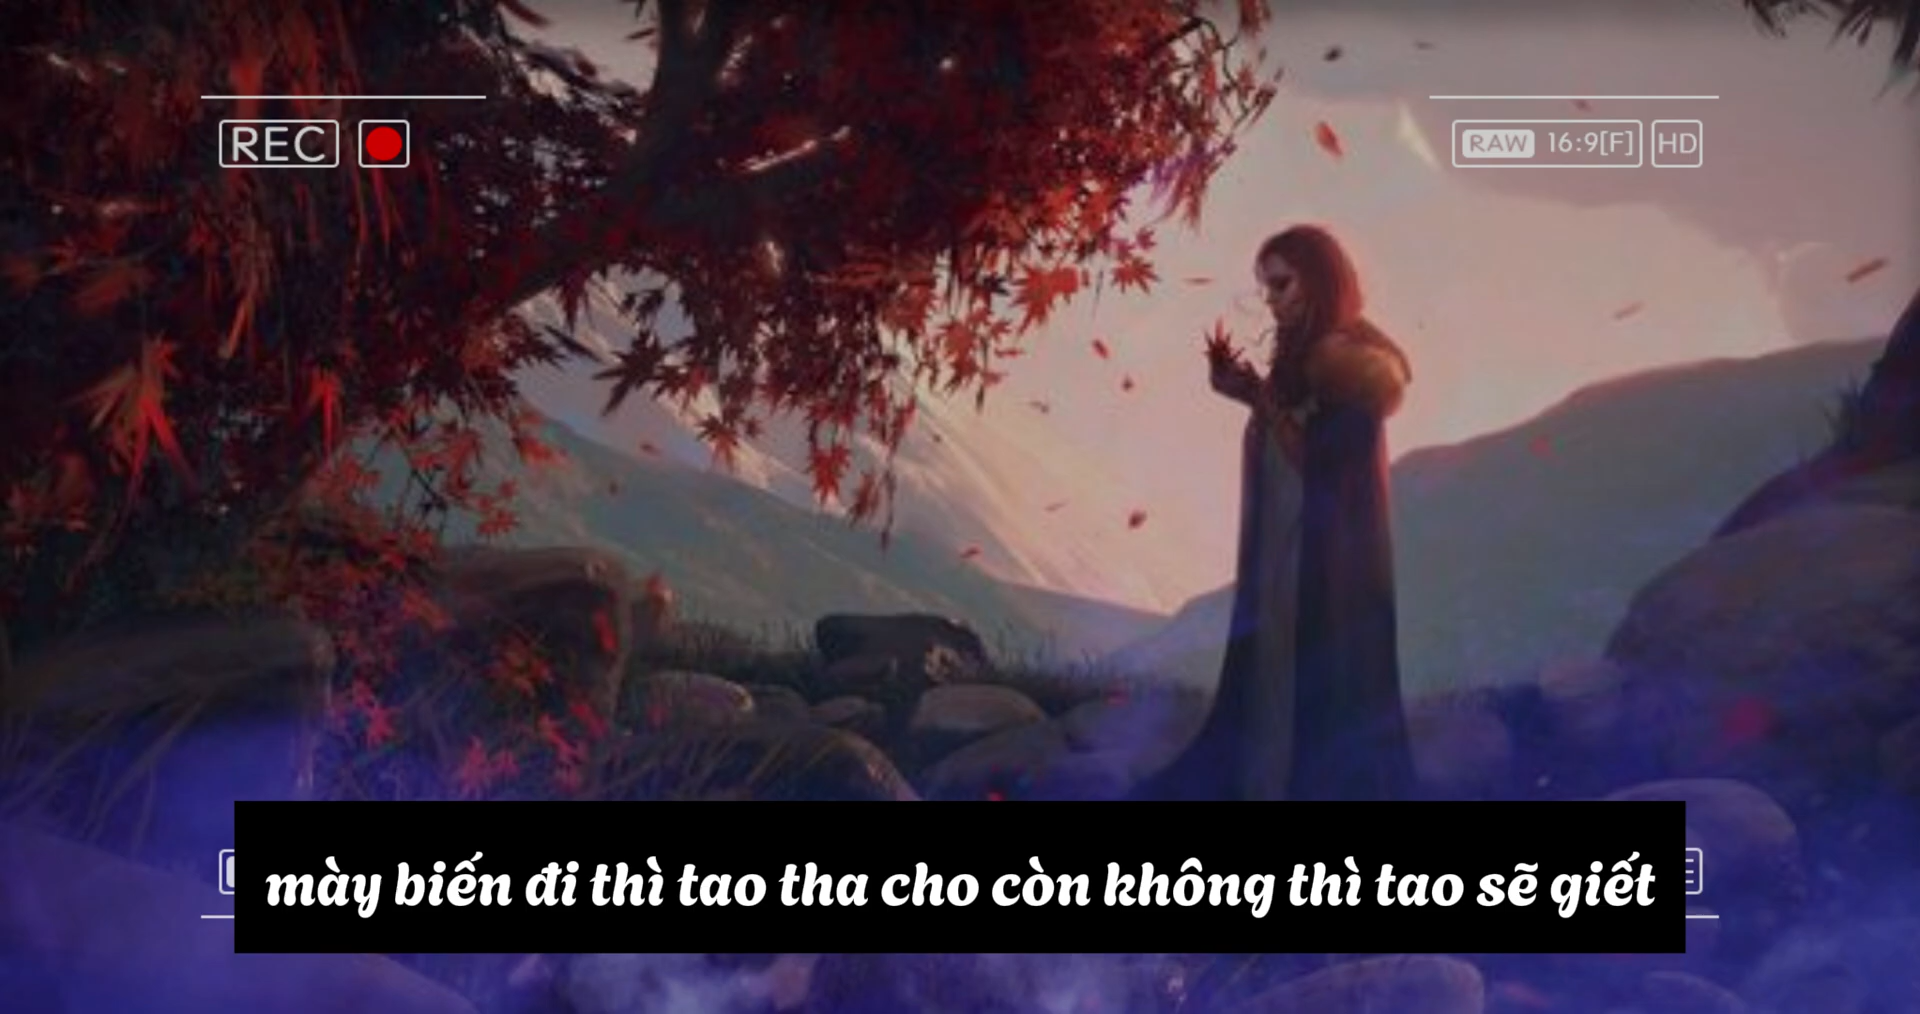 REC
RAW 16:9[F] HD
mày biến đi thì tao tha cho còn không thì tao sẽ giết